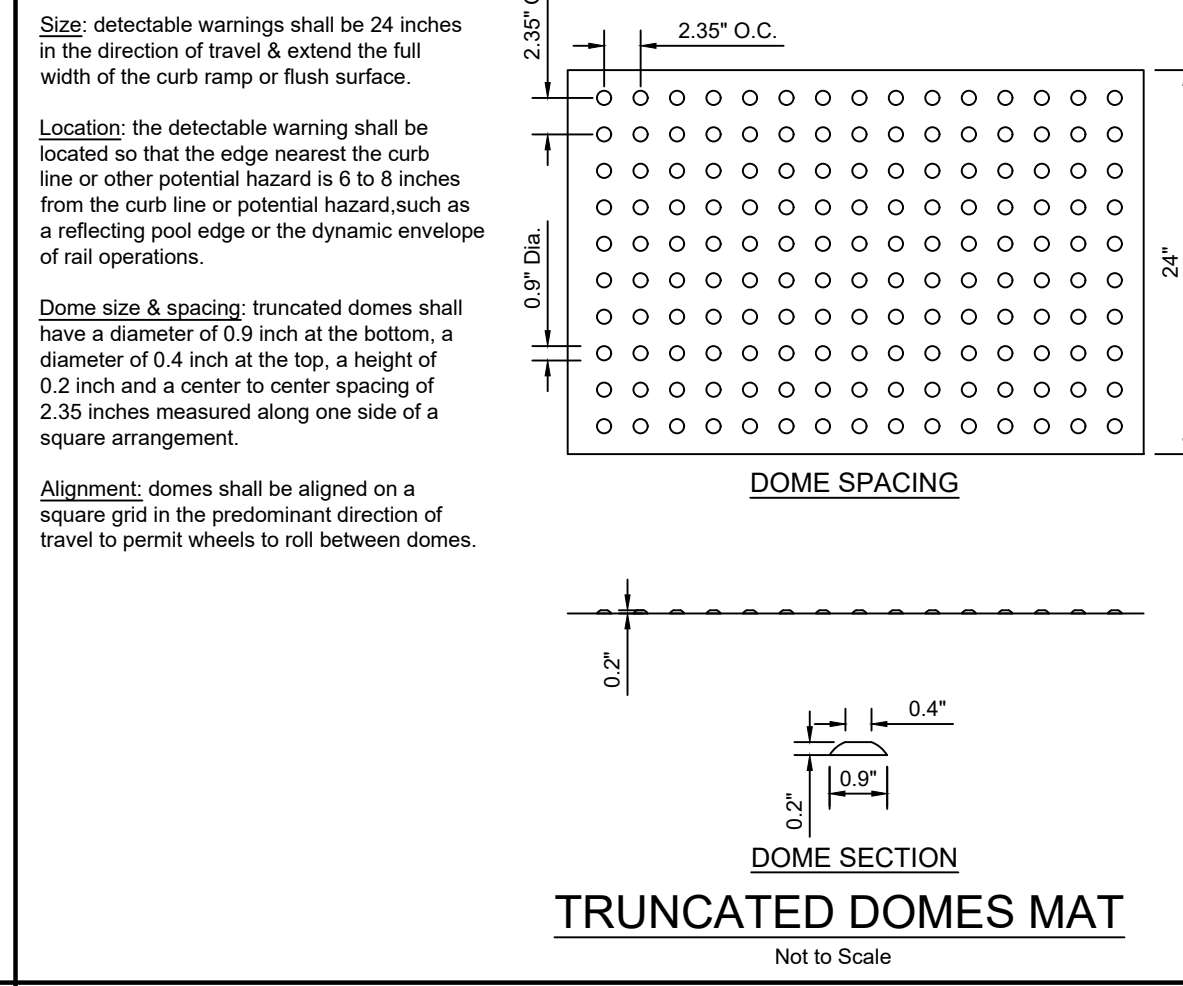 Size: detectable warnings shall be 24 inches
in the direction of travel & extend the full
width of the curb ramp or flush surface.
Location: the detectable warning shall be
located so that the edge nearest the curb
line or other potential hazard is 6 to 8 inches
from the curb line or potential hazard,such as
a reflecting pool edge or the dynamic envelope
of rail operations.
Dome size & spacing: truncated domes shall
have a diameter of 0.9 inch at the bottom, a
diameter of 0.4 inch at the top, a height of
0.2 inch and a center to center spacing of
2.35 inches measured along one side of a
square arrangement.
Alignment: domes shall be aligned on a
square grid in the predominant direction of
travel to permit wheels to roll between domes.
2.35"
2.35" O.C.
0.9" Dia.
24"
DOME SPACING
0.2"
0.4"
0.9"
0.2"
DOME SECTION
TRUNCATED DOMES MAT
Not to Scale